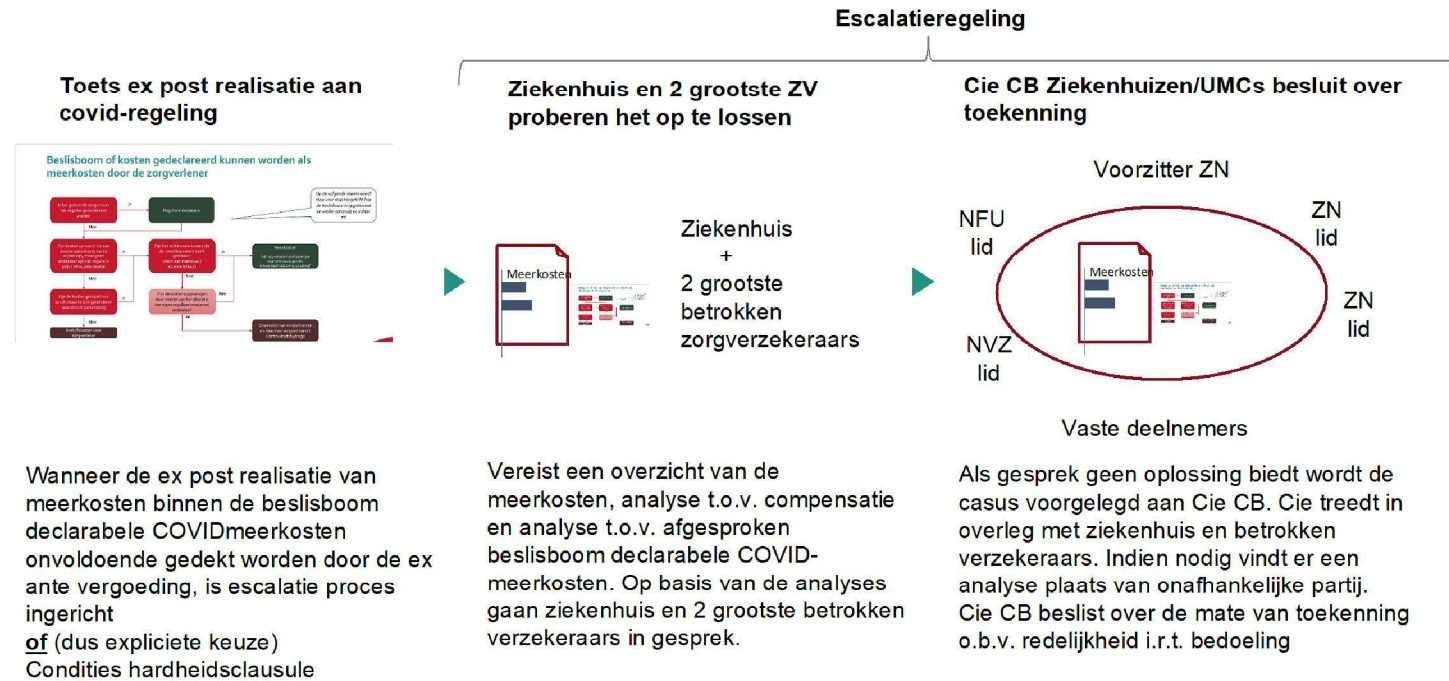 Escalatieregeling
Toets ex post realisatie aan
covid-regeling
Beslisboom of kosten gedeclareerd kunnen worden als
meerkosten door de zorgverlener
Wanneer de ex post realisatie van
meerkosten binnen de beslisboom
declarabele COVIDmeerkosten
onvoldoende gedekt worden door de ex
ante vergoeding, is escalatie proces
ingericht
of (dus expliciete keuze)
Condities hardheidsclausule
Ziekenhuis en 2 grootste ZV
proberen het op te lossen
Meerkosten
Ziekenhuis
+
2 grootste
betrokken
zorgverzekeraars
Vereist een overzicht van de
meerkosten, analyse t.o.v. compensatie
en analyse t.o.v. afgesproken
beslisboom declarabele COVID-
meerkosten. Op basis van de analyses
gaan ziekenhuis en 2 grootste betrokken
verzekeraars in gesprek.
Cie CB Ziekenhuizen/UMCs besluit over
toekenning
Voorzitter ZN
NFU
lid
ZN
lid
Meerkosten
ZN
lid
NVZ
lid
Vaste deelnemers
Als gesprek geen oplossing biedt wordt de
casus voorgelegd aan Cie CB. Cie treedt in
overleg met ziekenhuis en betrokken
verzekeraars. Indien nodig vindt er een
analyse plaats van onafhankelijke partij.
Cie CB beslist over de mate van toekenning
o.b.v. redelijkheid i.r.t. bedoeling